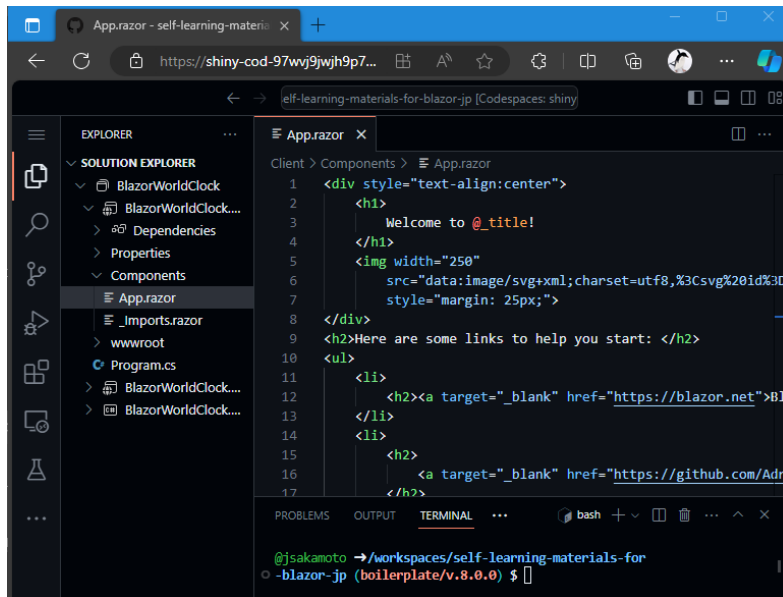 App.razor - self-learning-materia
https://shiny-cod-97wvj9jwjh9p7...
elf-learning-materials-for-blazor-jp [Codespaces: shiny
EXPLORER
SOLUTION EXPLORER
BlazorWorldClock
BlazorWorldClock....
Dependencies
Properties
Components
App.razor
_Imports.razor
wwwroot
Program.cs
BlazorWorldClock....
BlazorWorldClock....
App.razor
Client > Components > App.razor
1 <div style="text-align:center">
2 <h1>
3 Welcome to @_title!
4 </h1>
5 <img width="250"
6 src="data:image/svg+xml;charset=utf8,%3Csvg%20id%3D
7 style="margin: 25px;">
8 </div>
9 <h2>Here are some links to help you start: </h2>
10 <ul>
11 <li>
12 <h2><a target="_blank" href="https://blazor.net">Bl
13 </li>
14 <li>
15 <h2>
16 <a target="_blank" href="https://github.com/Adr
17 </h2>
PROBLEMS OUTPUT TERMINAL ... bash
@jsakamoto ➜/workspaces/self-learning-materials-for
-blazor-jp (boilerplate/v.8.0.0) $